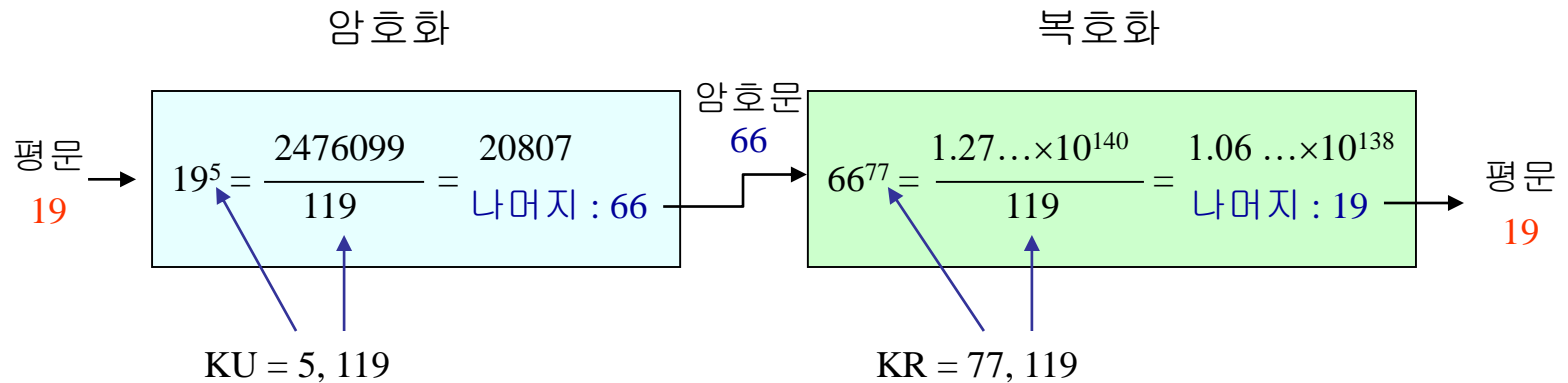 암호화
평문
19
19⁵ = 2476099 / 119 = 20807
나머지 : 66
KU = 5, 119
암호문
66
복호화
66⁷⁷ = 1.27…×10¹⁴⁰ / 119 = 1.06 …×10¹³⁸
나머지 : 19
KR = 77, 119
평문
19